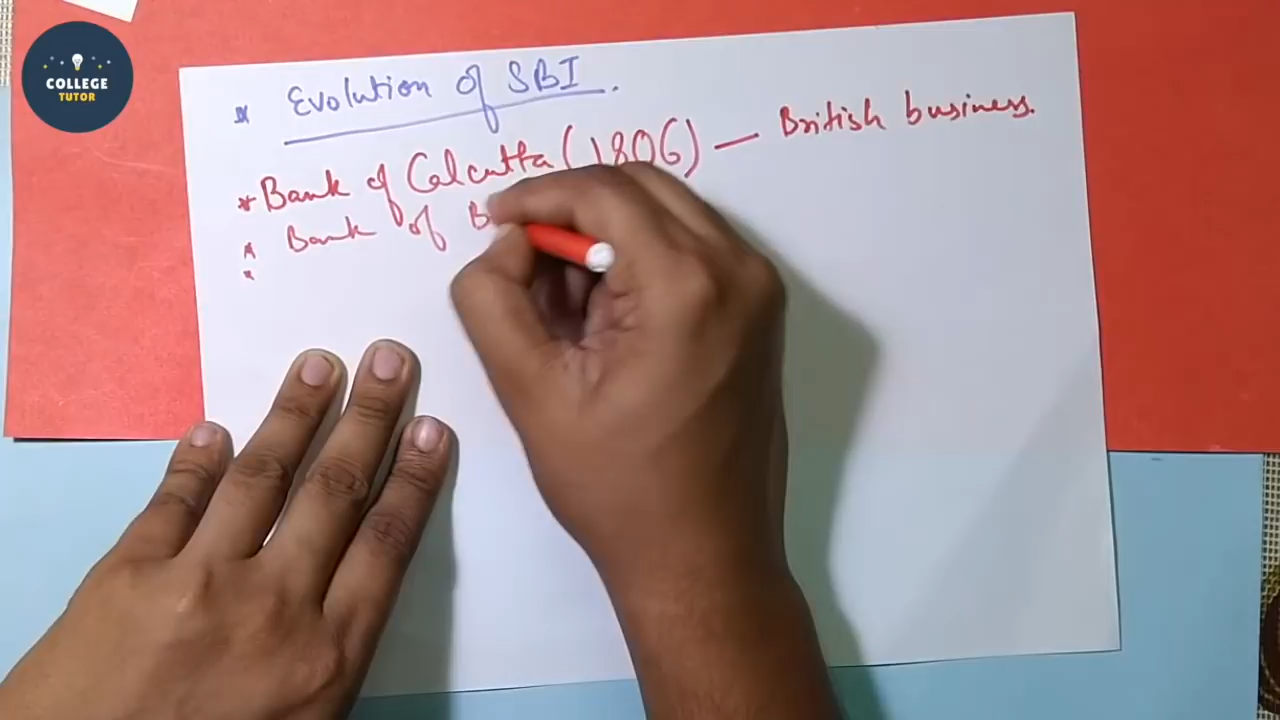 COLLEGE
TUTOR
* Evolution of SBI.
* Bank of Calcutta (1806) — British business.
* Bank of B
*